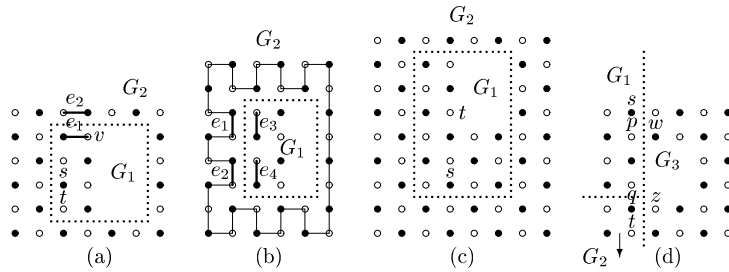 G₂
e₂
e₁
v
s
t
G₁
(a)
G₂
e₁
e₃
e₂
e₄
G₁
(b)
G₂
G₁
t
s
(c)
G₁
s
p
w
G₃
q
z
t
G₂
(d)